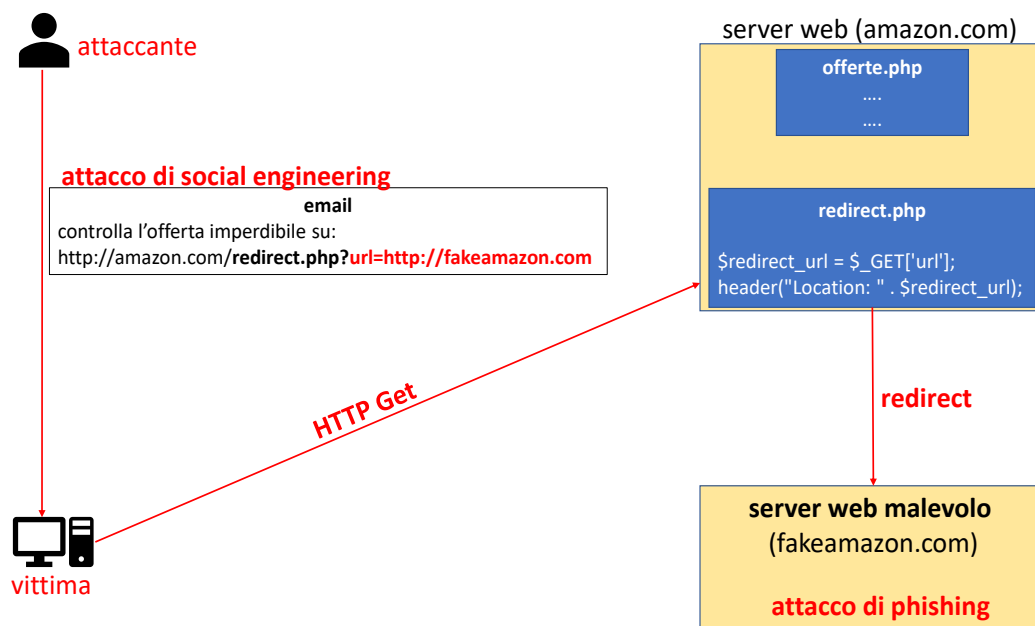 attaccante
server web (amazon.com)
offerte.php
....
....
attacco di social engineering
email
controlla l’offerta imperdibile su:
http://amazon.com/redirect.php?url=http://fakeamazon.com
redirect.php
$redirect_url = $_GET['url'];
header("Location: " . $redirect_url);
HTTP Get
redirect
vittima
server web malevolo
(fakeamazon.com)
attacco di phishing